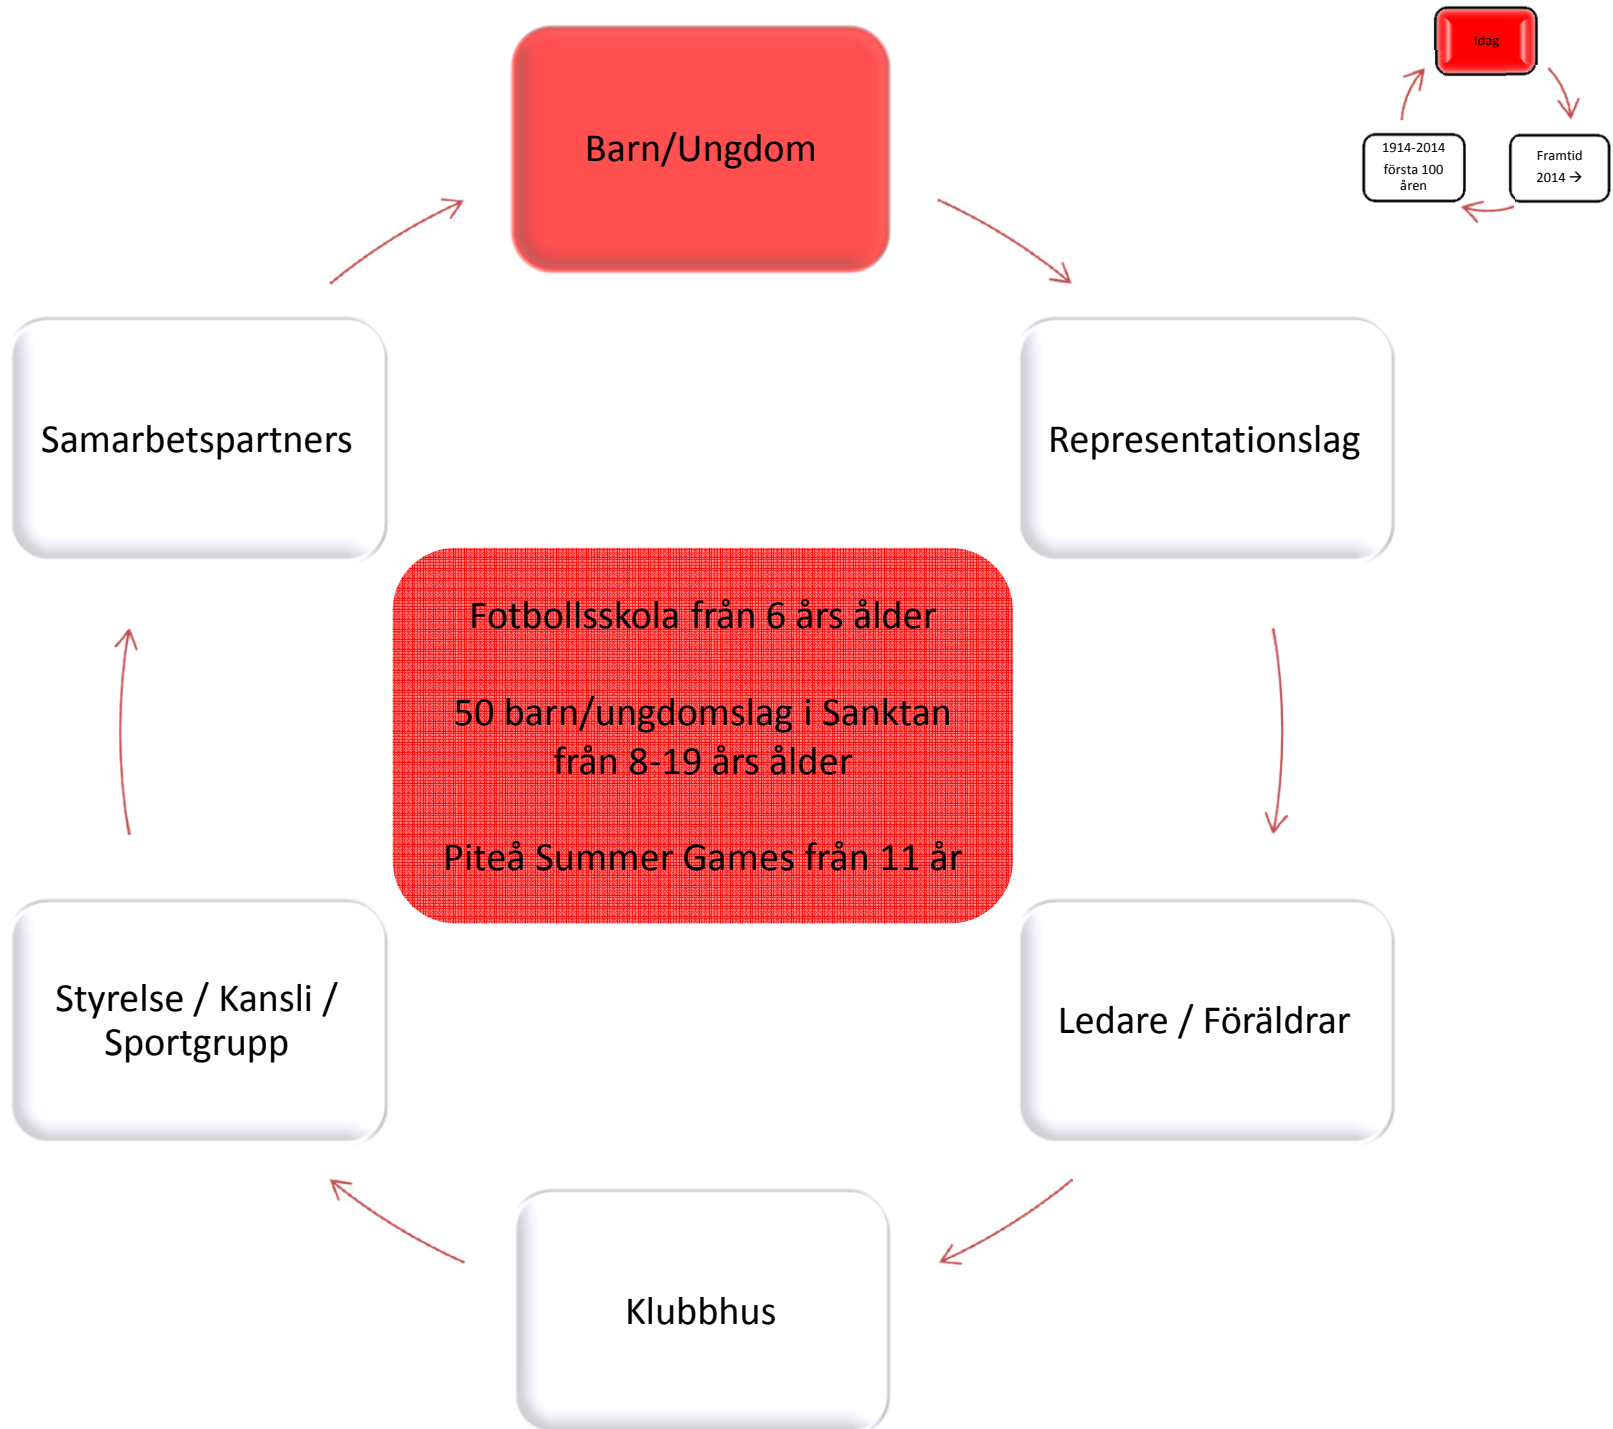 Barn/Ungdom
Idag
1914-2014
första 100
åren
Framtid
2014 →
Samarbetspartners
Representationslag
Fotbollsskola från 6 års ålder
50 barn/ungdomslag i Sanktan
från 8-19 års ålder
Piteå Summer Games från 11 år
Styrelse / Kansli /
Sportgrupp
Ledare / Föräldrar
Klubbhus